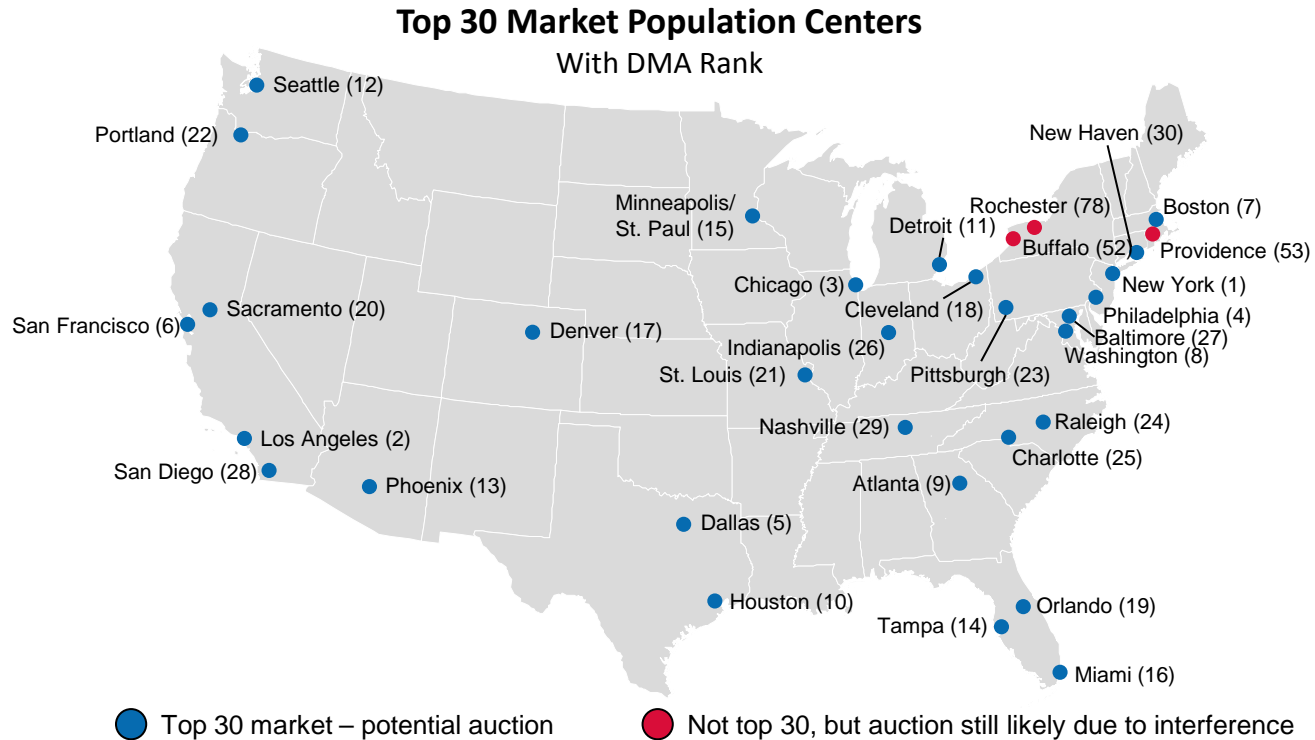 Top 30 Market Population Centers
With DMA Rank
Seattle (12)
Portland (22)
New Haven (30)
Minneapolis/
St. Paul (15)
Rochester (78)
Boston (7)
Detroit (11)
Buffalo (52)
Providence (53)
Chicago (3)
New York (1)
Sacramento (20)
Cleveland (18)
Philadelphia (4)
San Francisco (6)
Denver (17)
Baltimore (27)
Indianapolis (26)
Washington (8)
St. Louis (21)
Pittsburgh (23)
Nashville (29)
Raleigh (24)
Los Angeles (2)
Charlotte (25)
San Diego (28)
Phoenix (13)
Atlanta (9)
Dallas (5)
Houston (10)
Orlando (19)
Tampa (14)
Miami (16)
Top 30 market – potential auction
Not top 30, but auction still likely due to interference